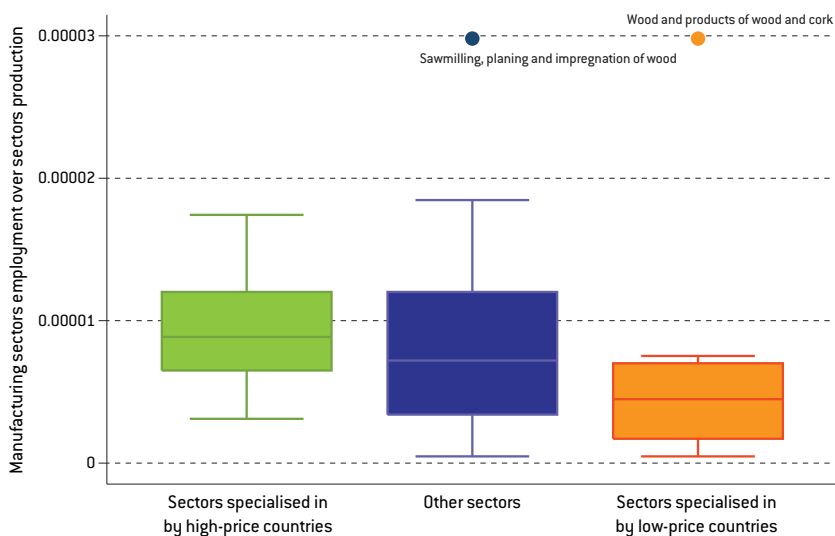 Manufacturing sectors employment over sectors production
0.00003
0.00002
0.00001
0
Wood and products of wood and cork
Sawmilling, planing and impregnation of wood
Sectors specialised in
by high-price countries
Other sectors
Sectors specialised in
by low-price countries